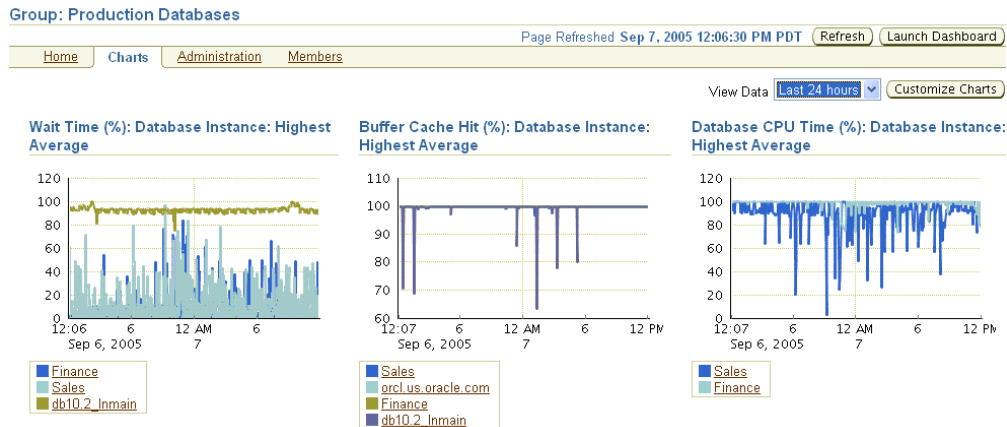 Group: Production Databases
Page Refreshed Sep 7, 2005 12:06:30 PM PDT Refresh Launch Dashboard
Home Charts Administration Members
View Data Last 24 hours Customize Charts
Wait Time (%): Database Instance: Highest Average
120
100
80
60
40
20
0
12:06 6 12 AM 6
Sep 6, 2005 7
Finance
Sales
db10.2_lnmain
Buffer Cache Hit (%): Database Instance: Highest Average
110
100
90
80
70
60
12:07 6 12 AM 6 12 PM
Sep 6, 2005 7
Sales
orcl.us.oracle.com
Finance
db10.2_lnmain
Database CPU Time (%): Database Instance: Highest Average
120
100
80
60
40
20
0
12:07 6 12 AM 6 12 PM
Sep 6, 2005 7
Sales
Finance